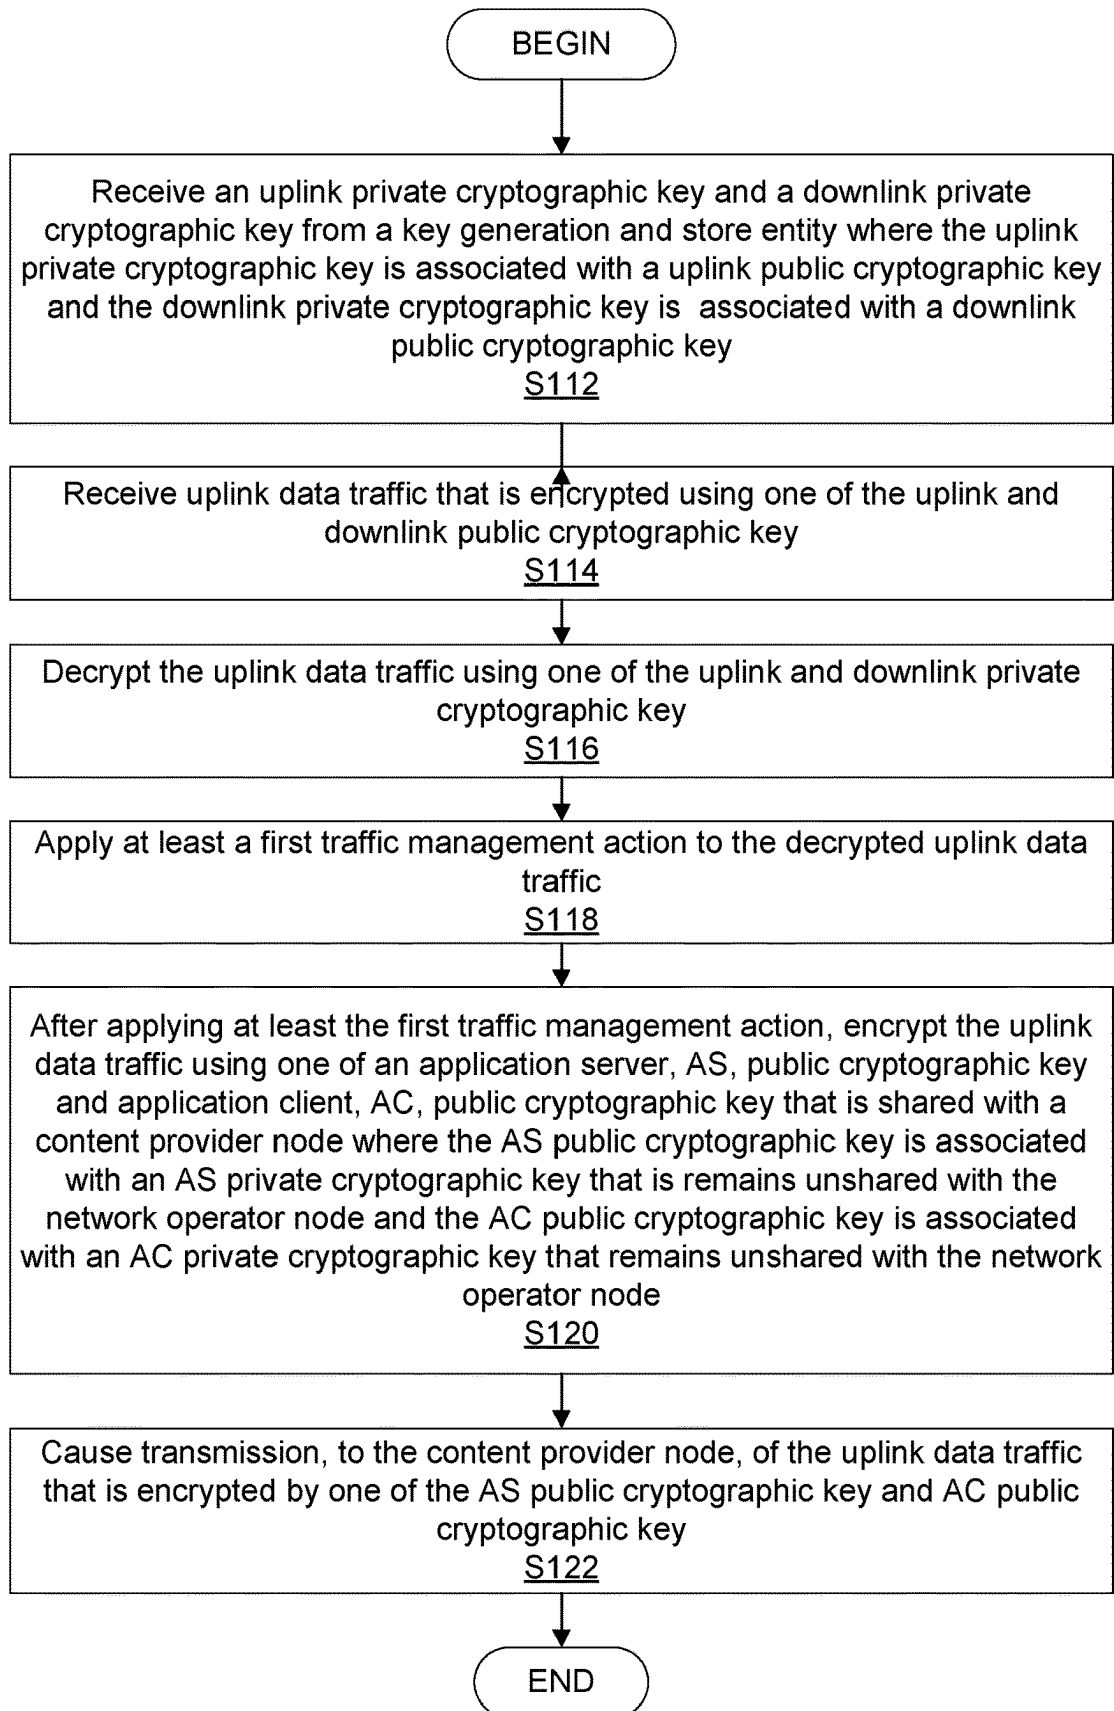 BEGIN
Receive an uplink private cryptographic key and a downlink private
cryptographic key from a key generation and store entity where the uplink
private cryptographic key is associated with a uplink public cryptographic key
and the downlink private cryptographic key is associated with a downlink
public cryptographic key
S112
Receive uplink data traffic that is encrypted using one of the uplink and
downlink public cryptographic key
S114
Decrypt the uplink data traffic using one of the uplink and downlink private
cryptographic key
S116
Apply at least a first traffic management action to the decrypted uplink data
traffic
S118
After applying at least the first traffic management action, encrypt the uplink
data traffic using one of an application server, AS, public cryptographic key
and application client, AC, public cryptographic key that is shared with a
content provider node where the AS public cryptographic key is associated
with an AS private cryptographic key that is remains unshared with the
network operator node and the AC public cryptographic key is associated
with an AC private cryptographic key that remains unshared with the network
operator node
S120
Cause transmission, to the content provider node, of the uplink data traffic
that is encrypted by one of the AS public cryptographic key and AC public
cryptographic key
S122
END